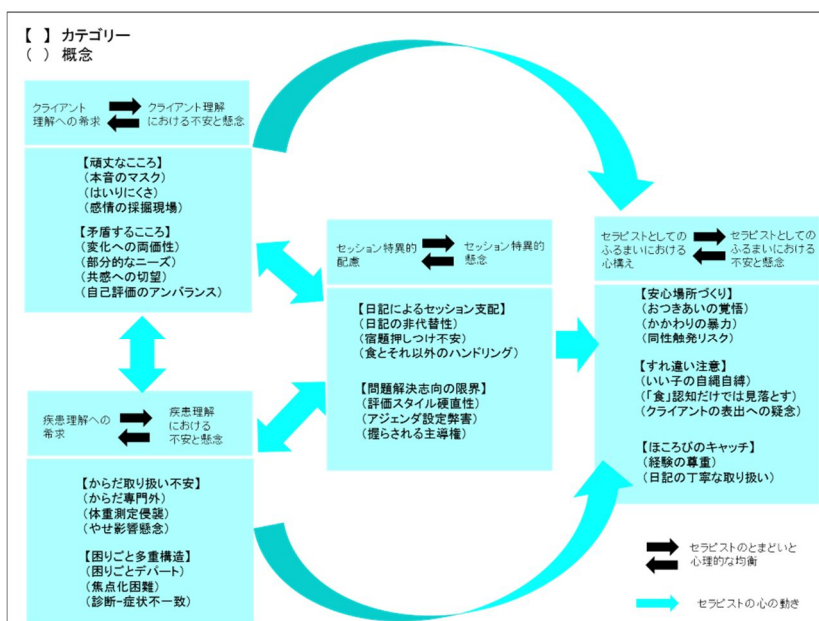 【 】 カテゴリー
( ) 概念
クライアント
理解への希求
クライアント理解
における不安と懸念
【頑丈なこころ】
(本音のマスク)
(はいりにくさ)
(感情の採掘現場)
【矛盾するこころ】
(変化への両価性)
(部分的なニーズ)
(共感への切望)
(自己評価のアンバランス)
疾患理解への
希求
疾患理解
における
不安と懸念
【からだ取り扱い不安】
(からだ専門外)
(体重測定侵襲)
(やせ影響懸念)
【困りごと多重構造】
(困りごとデパート)
(焦点化困難)
(診断-症状不一致)
セッション特異的
配慮
セッション特異的
懸念
【日記によるセッション支配】
(日記の非代替性)
(宿題押しつけ不安)
(食とそれ以外のハンドリング)
【問題解決志向の限界】
(評価スタイル硬直性)
(アジェンダ設定弊害)
(握らされる主導権)
セラピストとしての
ふるまいにおける
心構え
セラピストとしての
ふるまいにおける
不安と懸念
【安心場所づくり】
(おつきあいの覚悟)
(かかわりの暴力)
(同性触発リスク)
【すれ違い注意】
(いい子の自縄自縛)
(「食」認知だけでは見落とす)
(クライアントの表出への疑念)
【ほころびのキャッチ】
(経験の尊重)
(日記の丁寧な取り扱い)
セラピストのとまどいと
心理的な均衡
セラピストの心の動き